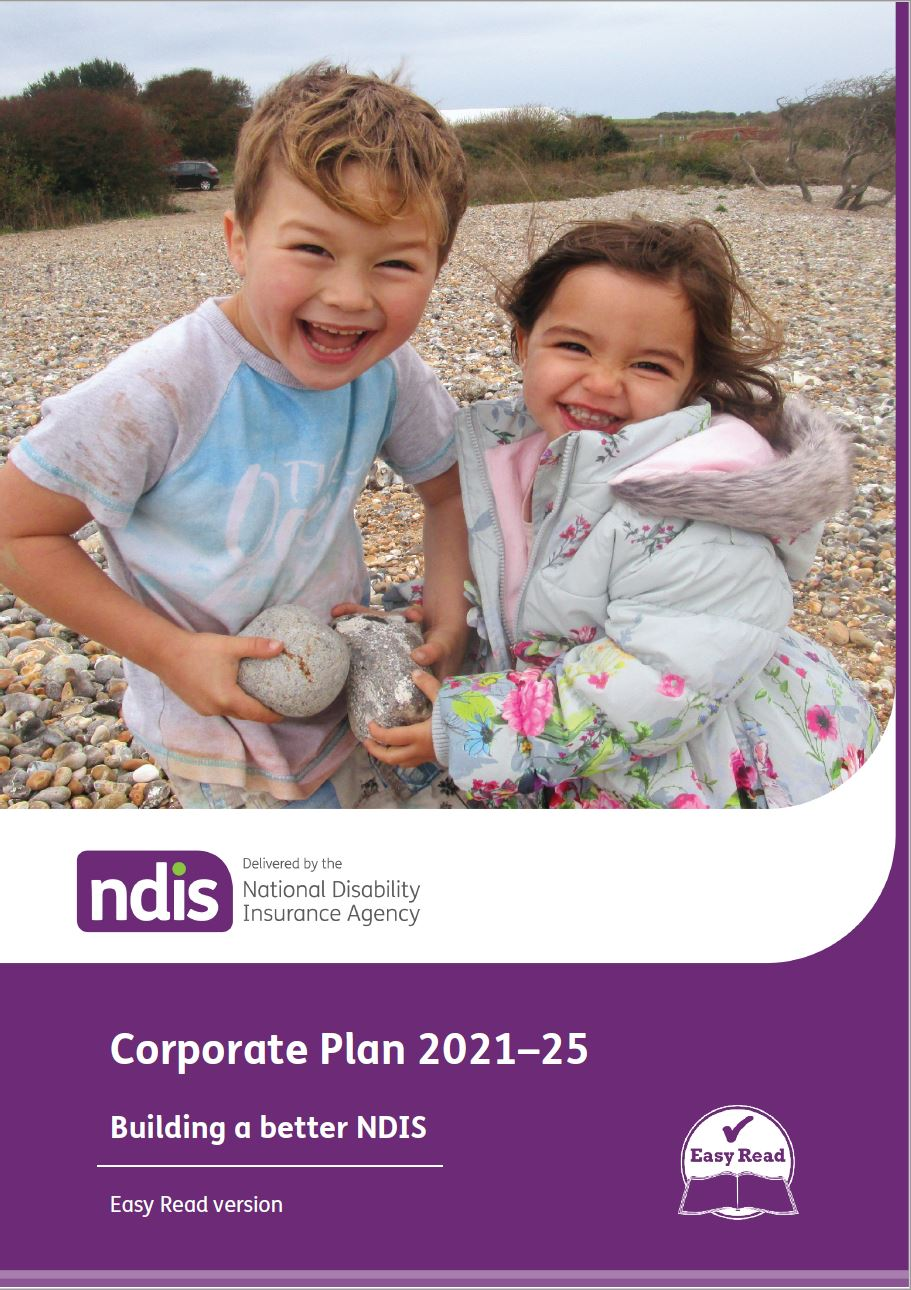 ndis
Delivered by the
National Disability
Insurance Agency
Corporate Plan 2021–25
Building a better NDIS
Easy Read
Easy Read version